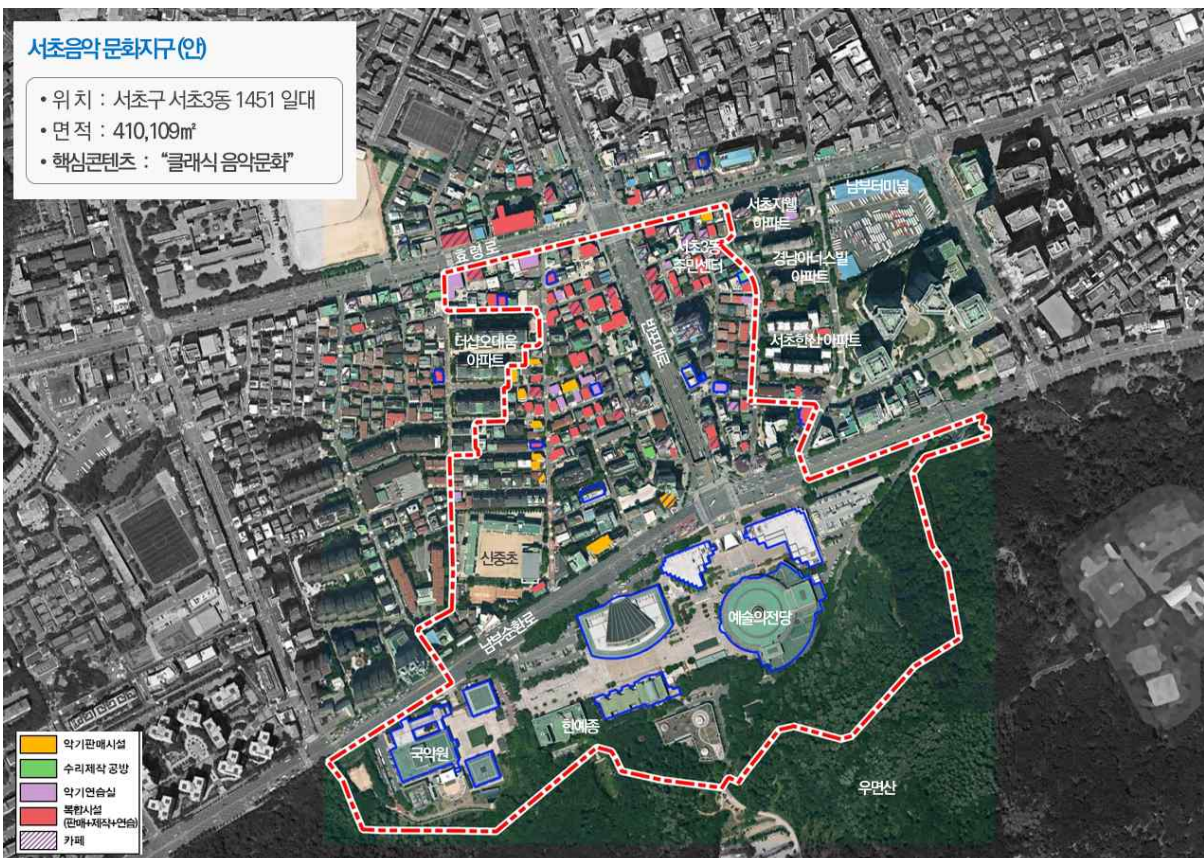 서초음악 문화지구(안)
• 위 치 : 서초구 서초3동 1451 일대
• 면 적 : 410,109㎡
• 핵심콘텐츠 : “클래식 음악문화”
남부터미널
서초지웰
아파트
효령로
서초3동
주민센터
경남아너스빌
아파트
반포대로
더샵오데움
아파트
서초한신아파트
신중초
예술의전당
남부순환로
한예종
국악원
우면산
악기판매시설
수리제작 공방
악기연습실
복합시설
(판매+제작+연습)
카페